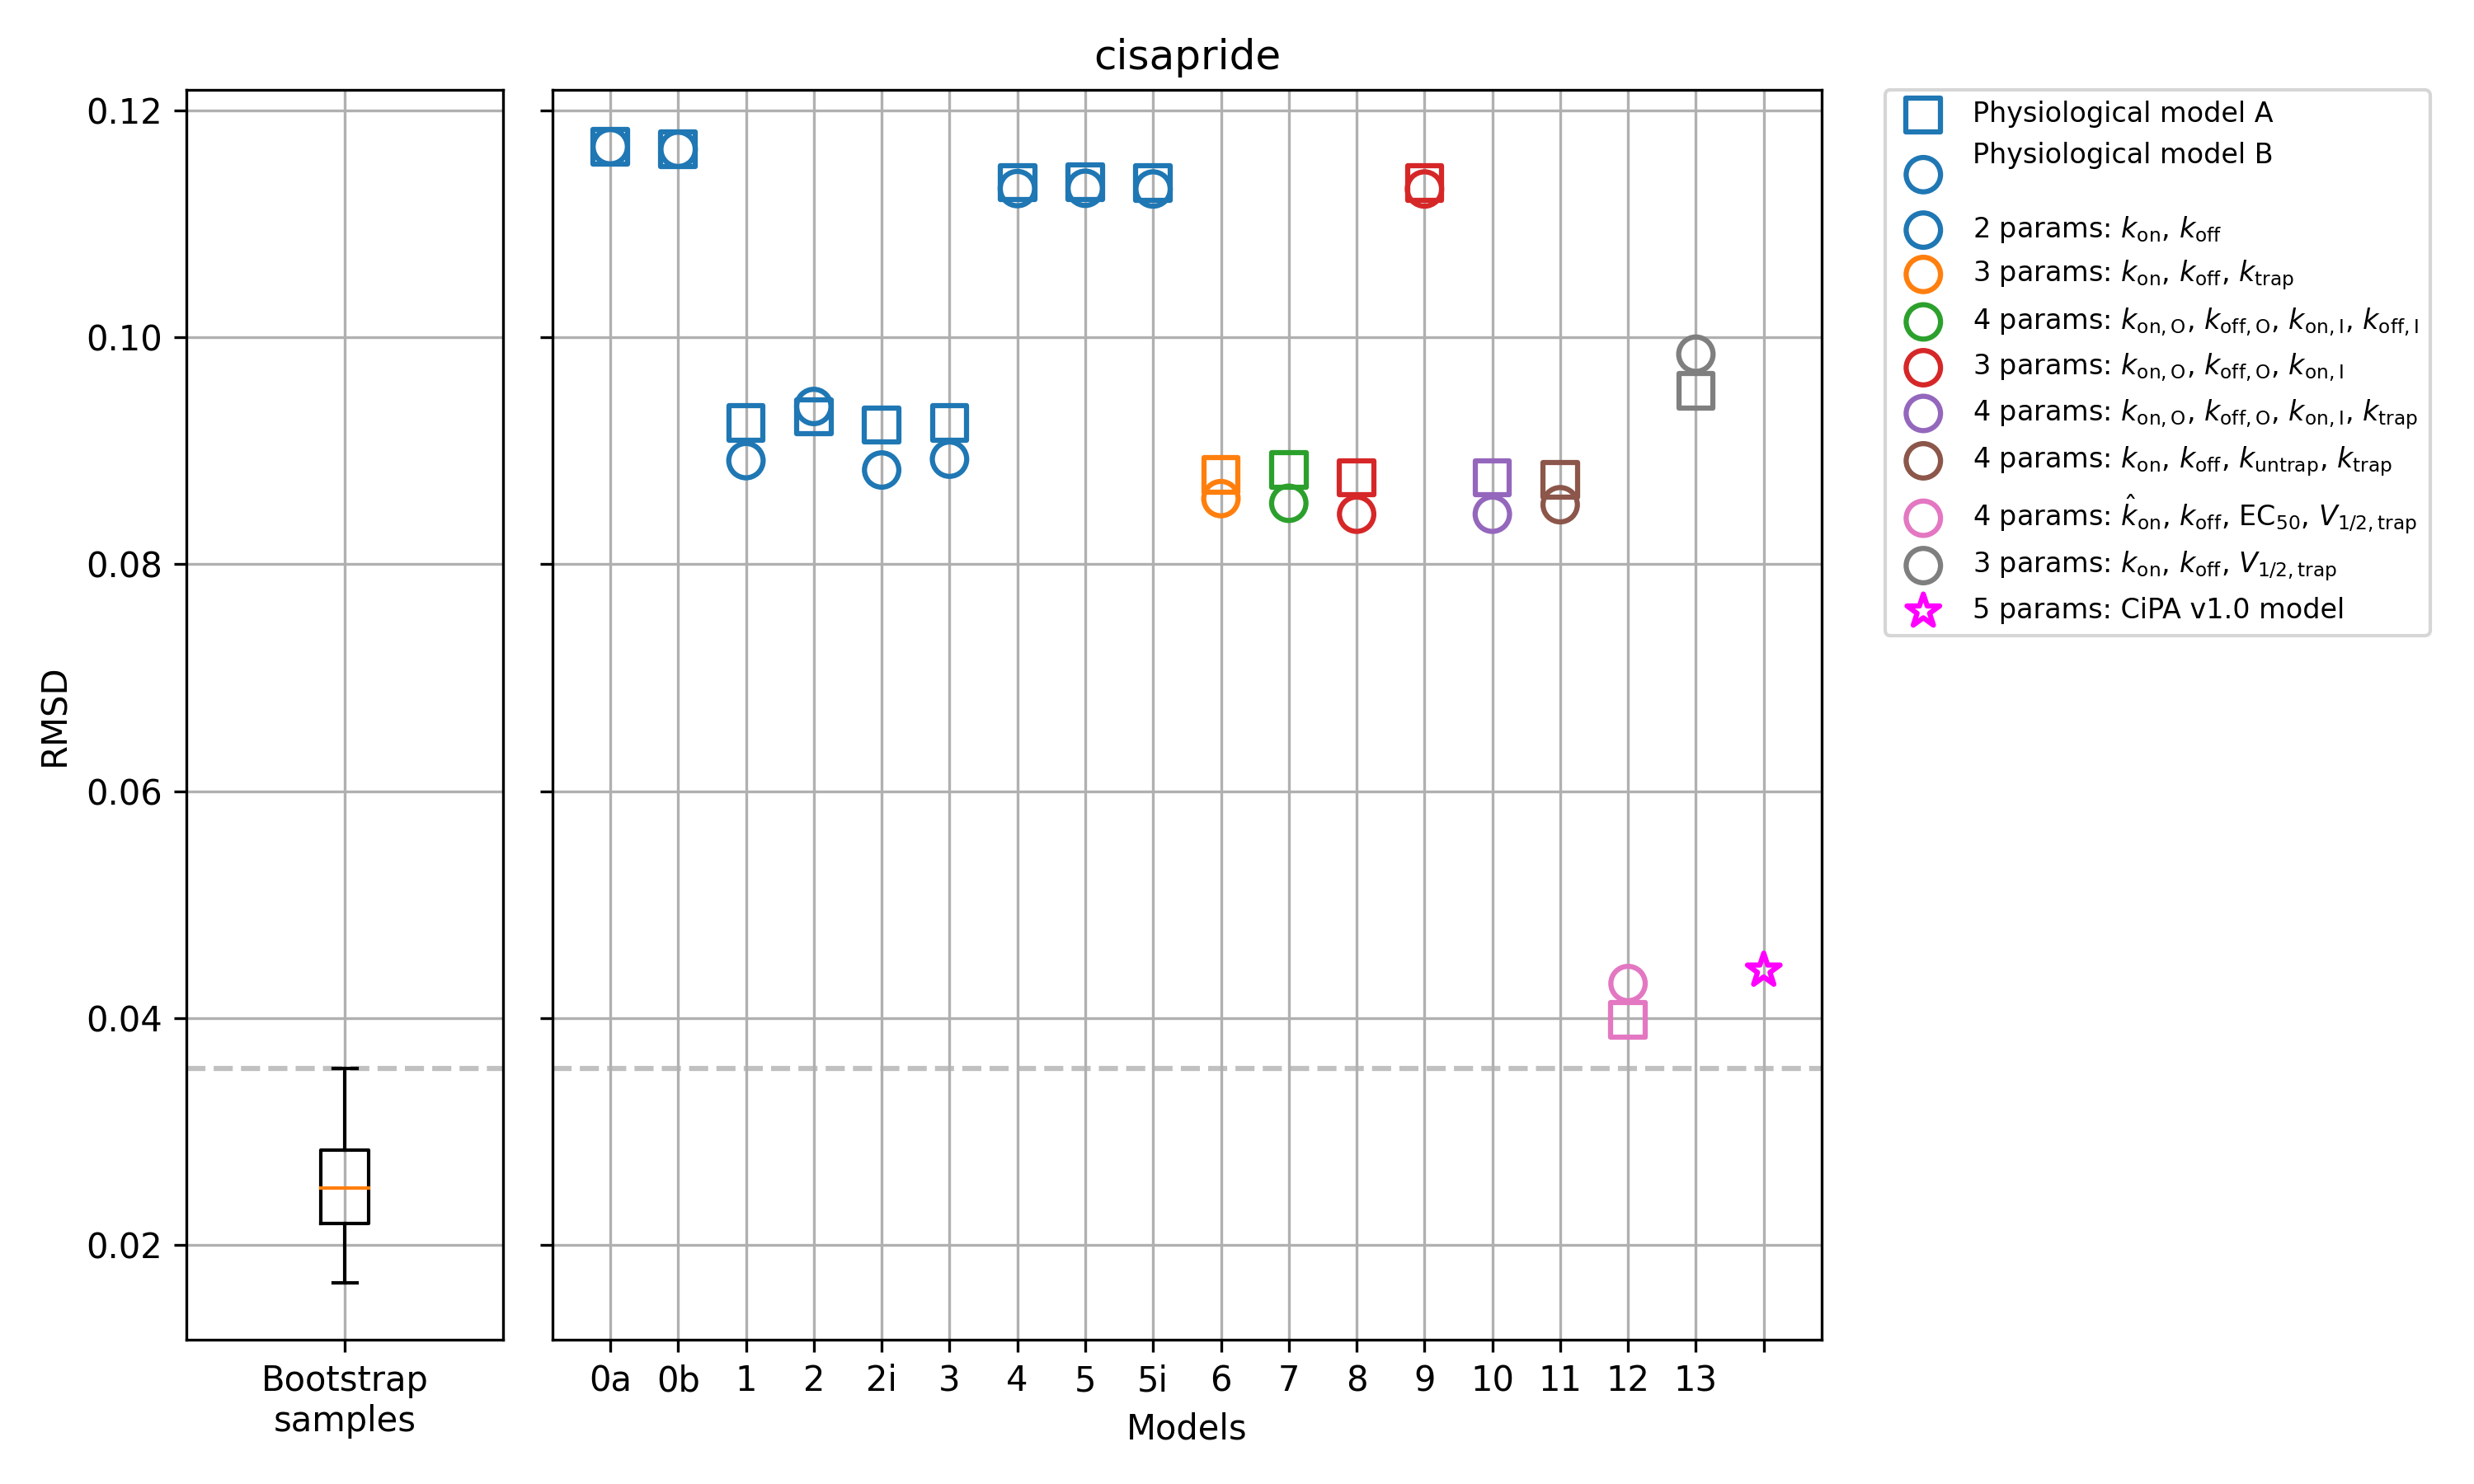 cisapride
0.12
0.10
0.08
0.06
0.04
0.02
RMSD
Bootstrap
samples
0a 0b 1 2 2i 3 4 5 5i 6 7 8 9 10 11 12 13
Models
Physiological model A
Physiological model B
2 params: k_on, k_off
3 params: k_on, k_off, k_trap
4 params: k_on,O, k_off,O, k_on,I, k_off,I
3 params: k_on,O, k_off,O, k_on,I
4 params: k_on,O, k_off,O, k_on,I, k_trap
4 params: k_on, k_off, k_untrap, k_trap
4 params: k̂_on, k_off, EC_50, V_1/2,trap
3 params: k_on, k_off, V_1/2,trap
5 params: CiPA v1.0 model